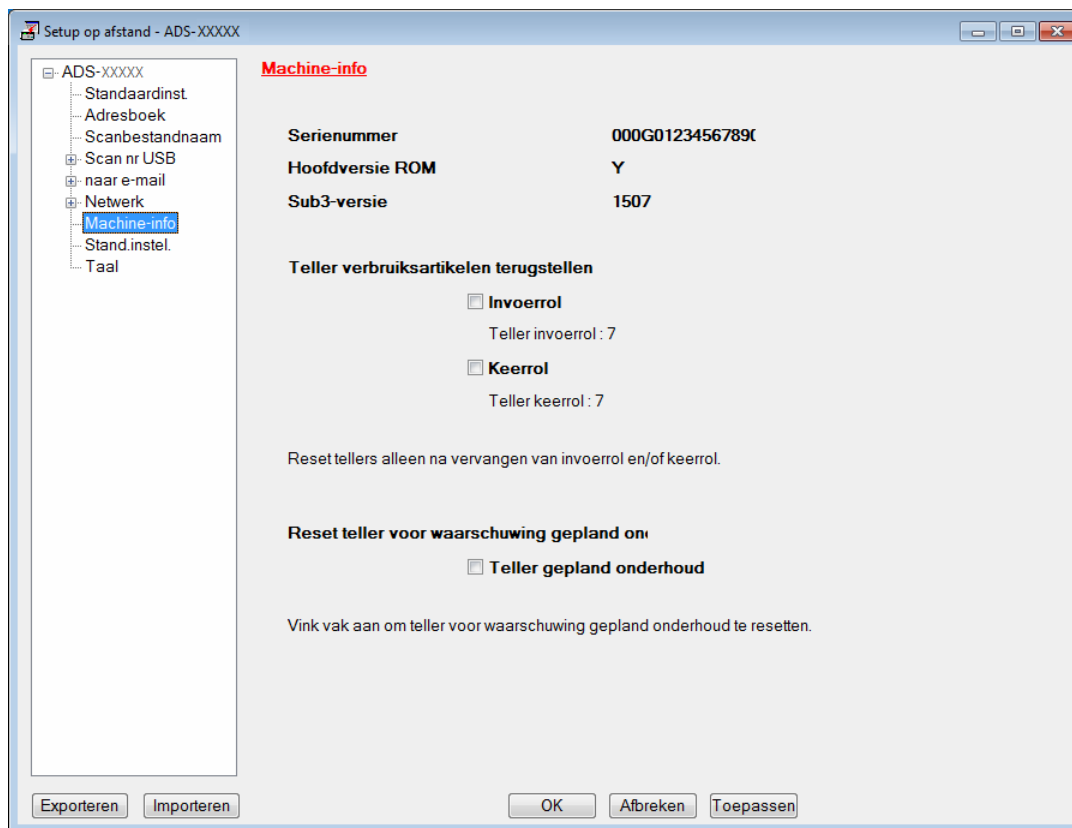 Setup op afstand - ADS-XXXXX
ADS-XXXXX
Standaardinst.
Adresboek
Scanbestandnaam
Scan nr USB
naar e-mail
Netwerk
Machine-info
Stand.instel.
Taal
Machine-info
Serienummer 000G0123456789(
Hoofdversie ROM Y
Sub3-versie 1507
Teller verbruiksartikelen terugstellen
Invoerrol
Teller invoerrol : 7
Keerrol
Teller keerrol : 7
Reset tellers alleen na vervangen van invoerrol en/of keerrol.
Reset teller voor waarschuwing gepland on
Teller gepland onderhoud
Vink vak aan om teller voor waarschuwing gepland onderhoud te resetten.
Exporteren Importeren OK Afbreken Toepassen